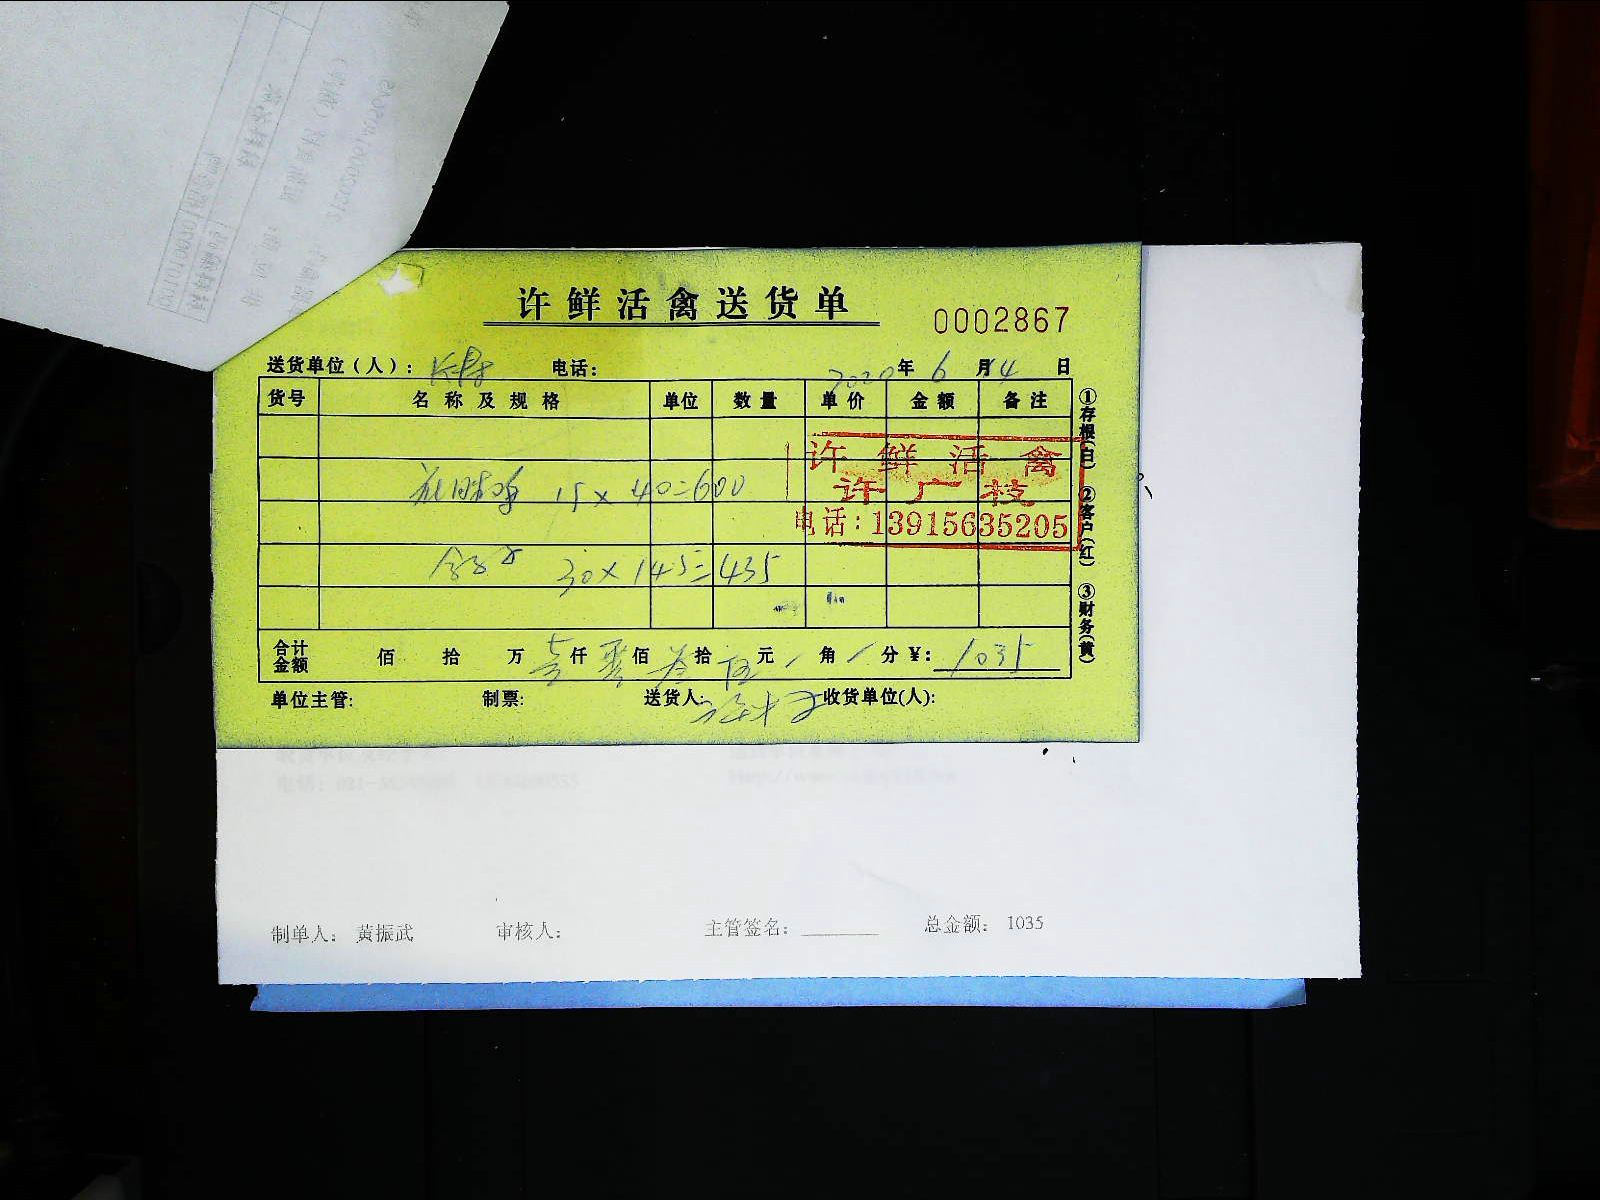 许鲜活禽送货单
0002867
送货单位(人): 电话: 2020年6月14日
货号 名称及规格 单位 数量 单价 金额 备注
许鲜活禽
许广枝
电话:13915635205
15×40=600
30×14.5=435
合计金额 佰 拾 万壹仟零佰叁拾伍元/角/分¥: 1035
单位主管: 制票: 送货人: 收货单位(人):
①存根(白) ②客户(红) ③财务(黄)
制单人: 黄振武 审核人: 主管签名: 总金额: 1035